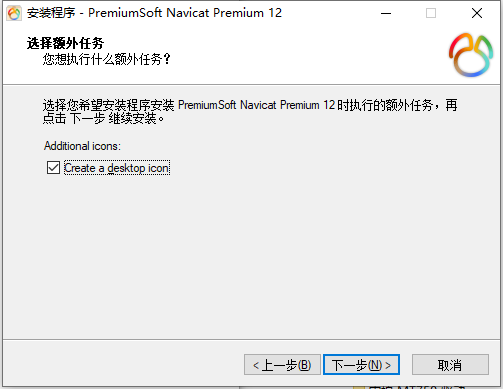 安装程序 - PremiumSoft Navicat Premium 12
选择额外任务
您想执行什么额外任务？
选择您希望安装程序安装 PremiumSoft Navicat Premium 12 时执行的额外任务，再
点击 下一步 继续安装。
Additional icons:
Create a desktop icon
< 上一步(B)
下一步(N) >
取消